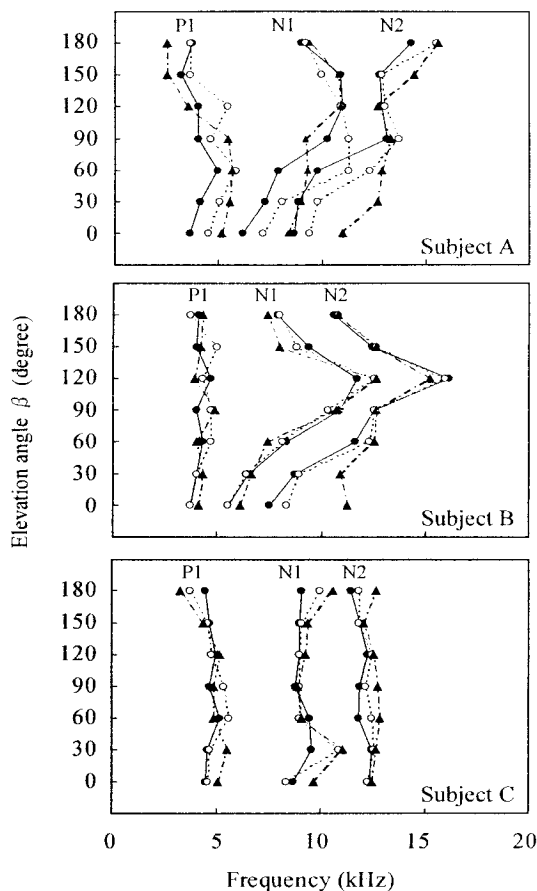 P1 N1 N2
180
150
120
90
60
30
0
Subject A
P1 N1 N2
180
150
120
90
60
30
0
Subject B
Elevation angle β (degree)
P1 N1 N2
180
150
120
90
60
30
0
Subject C
0 5 10 15 20
Frequency (kHz)